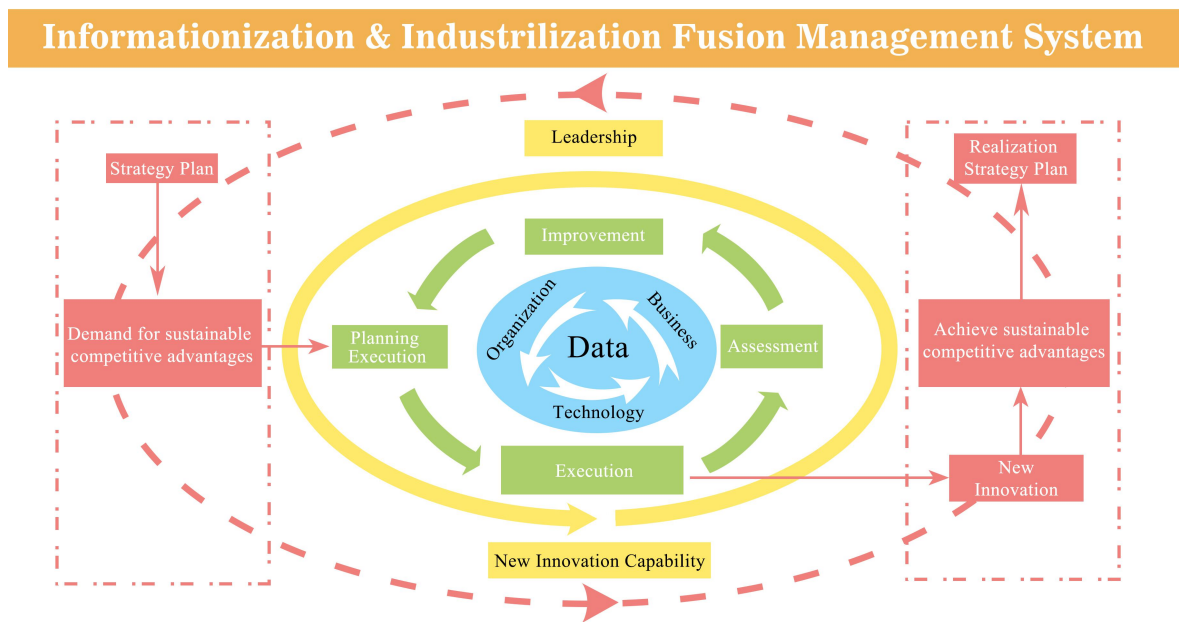 Informationization & Industrilization Fusion Management System
Leadership
Strategy Plan
Realization
Strategy Plan
Improvement
Organization
Business
Demand for sustainable
competitive advantages
Planning
Execution
Data
Assessment
Achieve sustainable
competitive advantages
Technology
Execution
New
Innovation
New Innovation Capability